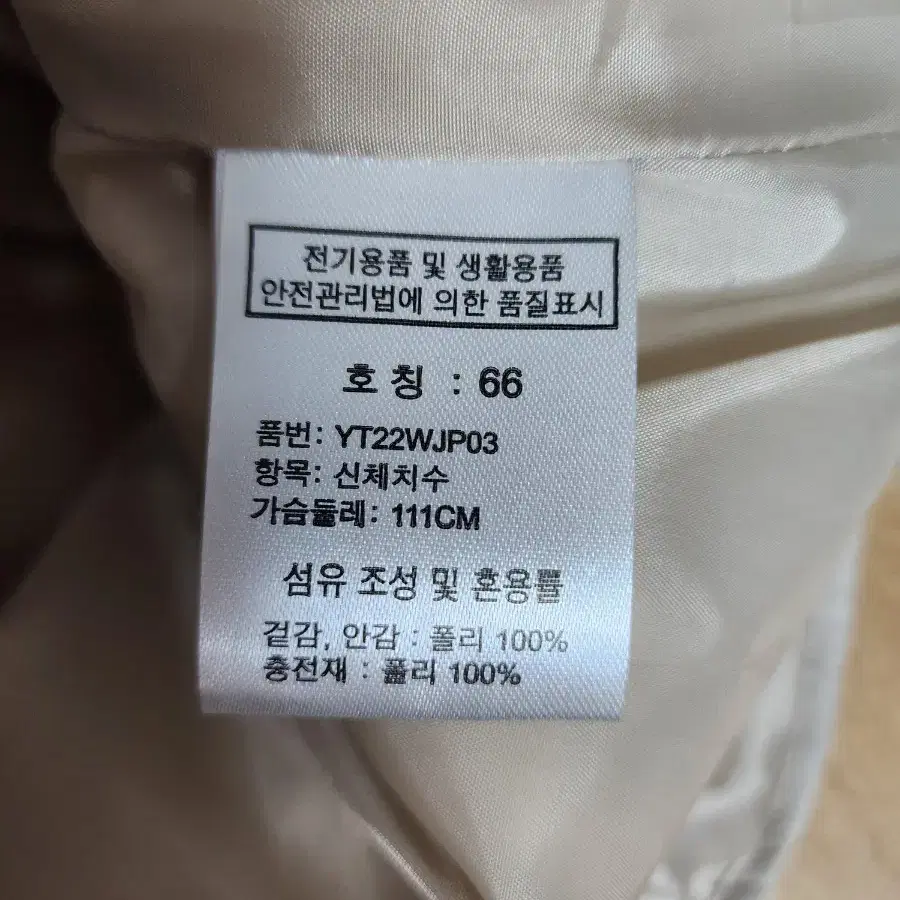 전기용품 및 생활용품
안전관리법에 의한 품질표시
호 칭 : 66
품번: YT22WJP03
항목: 신체치수
가슴둘레: 111CM
섬유 조성 및 혼용률
겉감, 안감 : 폴리 100%
충전재 : 폴리 100%